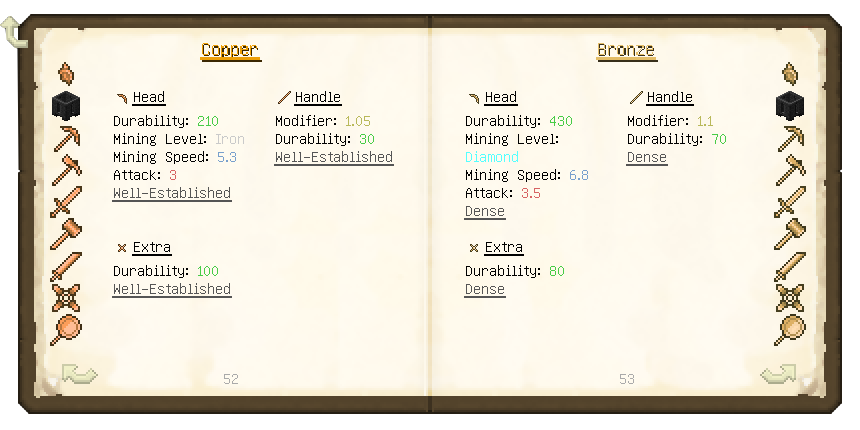 Copper
Head
Durability: 210
Mining Level: Iron
Mining Speed: 5.3
Attack: 3
Well-Established
Handle
Modifier: 1.05
Durability: 30
Well-Established
Extra
Durability: 100
Well-Established
52
Bronze
Head
Durability: 430
Mining Level:
Diamond
Mining Speed: 6.8
Attack: 3.5
Dense
Handle
Modifier: 1.1
Durability: 70
Dense
Extra
Durability: 80
Dense
53